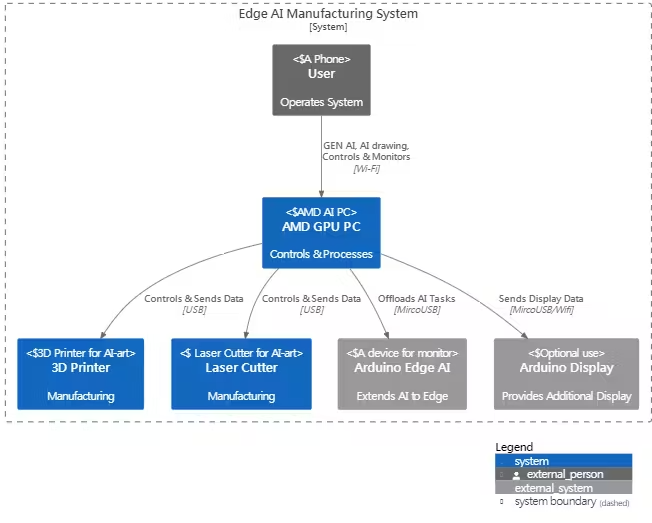 Edge AI Manufacturing System
[System]
<$A Phone>
User
Operates System
GEN AI, AI drawing,
Controls & Monitors
[Wi-Fi]
<$AMD AI PC>
AMD GPU PC
Controls & Processes
Controls & Sends Data
[USB]
Controls & Sends Data
[USB]
Offloads AI Tasks
[MircoUSB]
Sends Display Data
[MircoUSB/Wifi]
<$3D Printer for AI-art>
3D Printer
Manufacturing
<$ Laser Cutter for AI-art>
Laser Cutter
Manufacturing
<$A device for monitor>
Arduino Edge AI
Extends AI to Edge
<$Optional use>
Arduino Display
Provides Additional Display
Legend
system
external_person
external_system
system boundary (dashed)